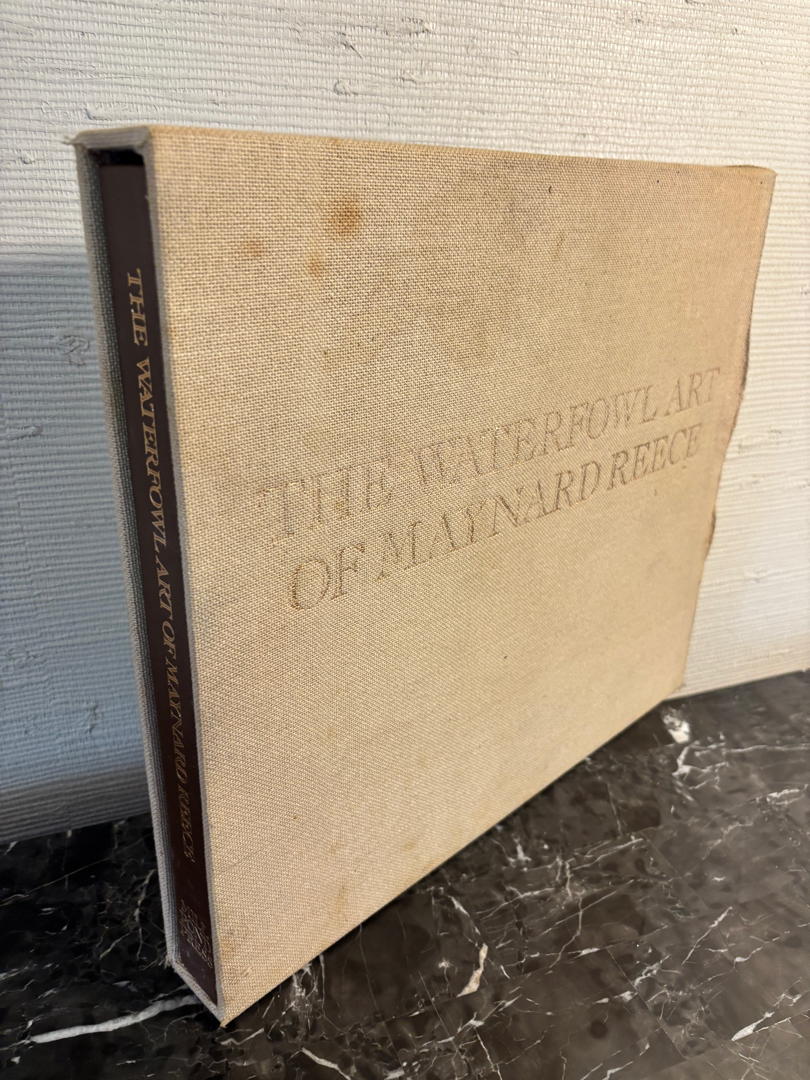 THE WATERFOWL ART OF MAYNARD REECE
THE WATERFOWL ART
OF MAYNARD REECE